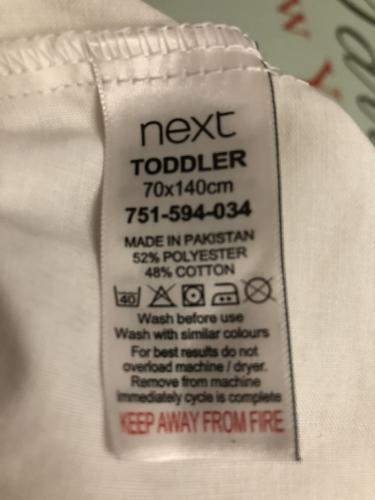 next
TODDLER
70x140cm
751-594-034
MADE IN PAKISTAN
52% POLYESTER
48% COTTON
40
Wash before use
Wash with similar colours
For best results do not
overload machine / dryer.
Remove from machine
immediately cycle is complete
KEEP AWAY FROM FIRE